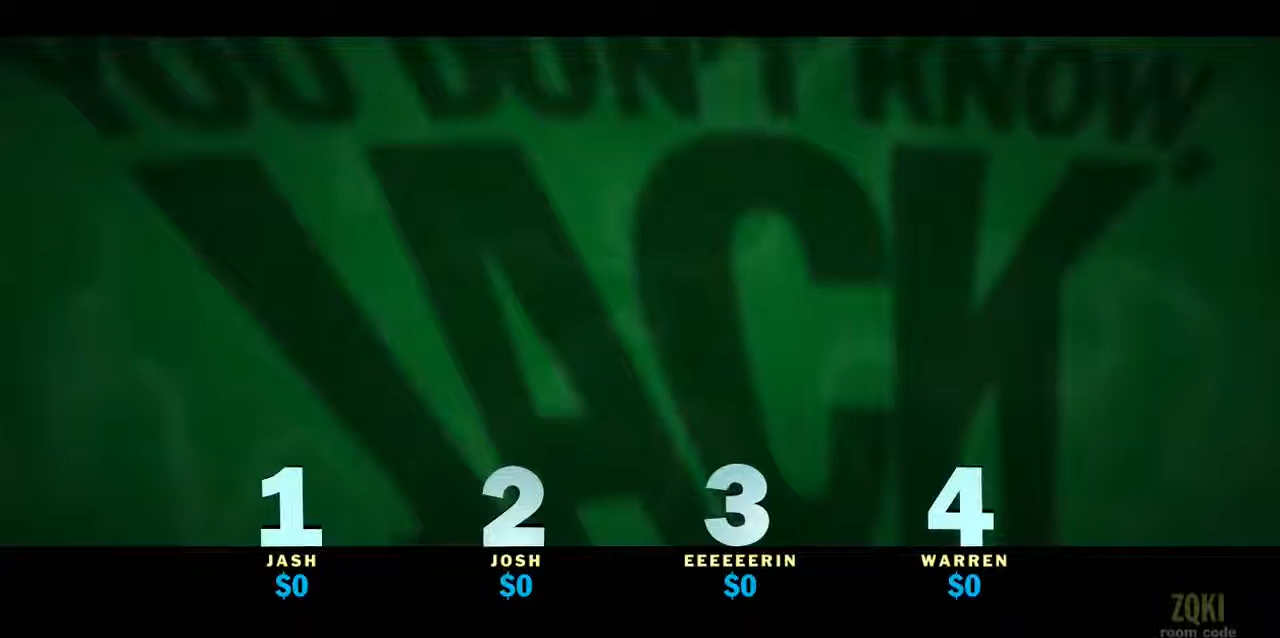 YOU DON'T KNOW
JACK
1 2 3 4
JASH JOSH EEEEEERIN WARREN
$0 $0 $0 $0
ZQKI
room code